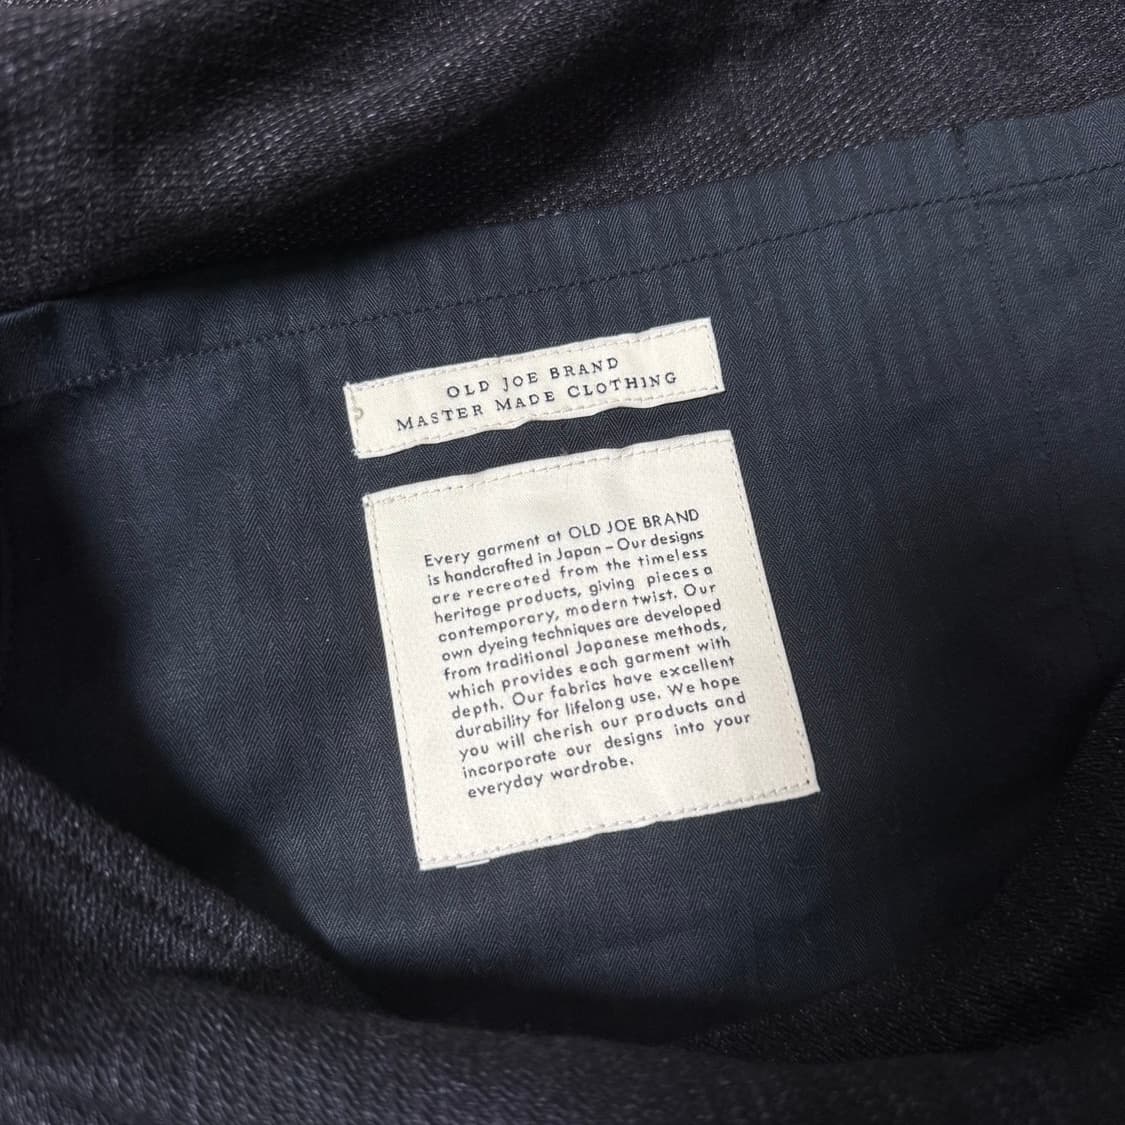 OLD JOE BRAND
MASTER MADE CLOTHING
S
Every garment at OLD JOE BRAND
is handcrafted in Japan – Our designs
are recreated from the timeless
heritage products, giving pieces a
contemporary, modern twist. Our
own dyeing techniques are developed
from traditional Japanese methods,
which provides each garment with
depth. Our fabrics have excellent
durability for lifelong use. We hope
you will cherish our products and
incorporate our designs into your
everyday wardrobe.